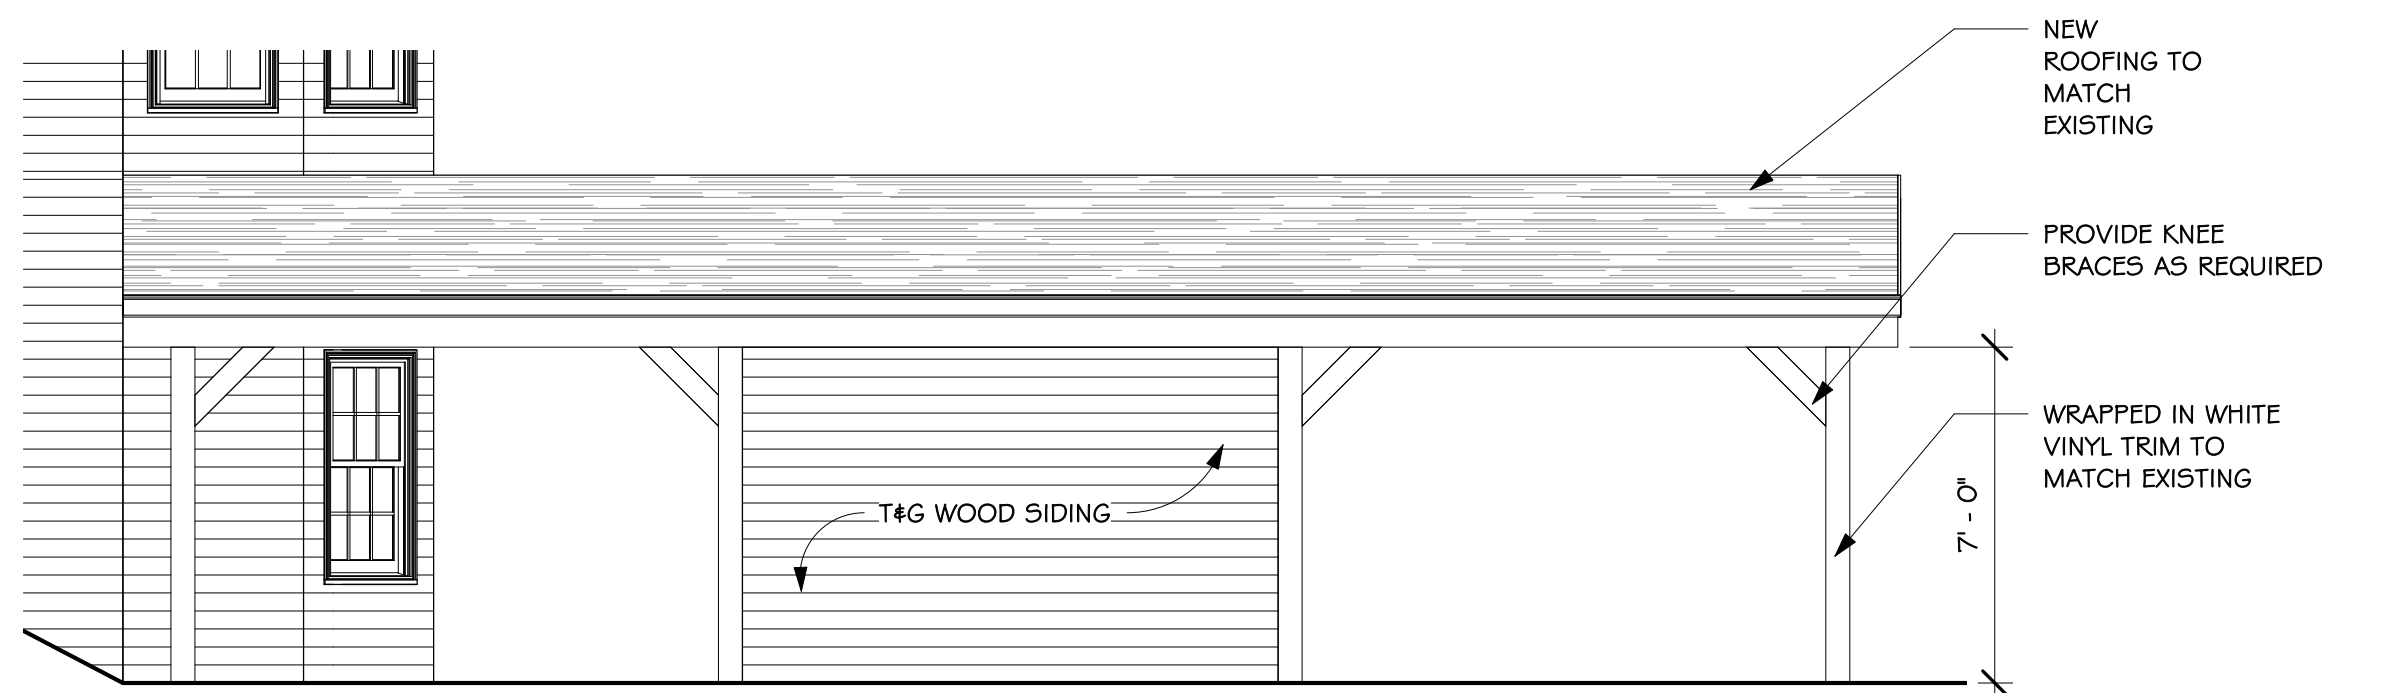 NEW
ROOFING TO
MATCH
EXISTING
PROVIDE KNEE
BRACES AS REQUIRED
WRAPPED IN WHITE
VINYL TRIM TO
MATCH EXISTING
T&G WOOD SIDING
7' - 0"